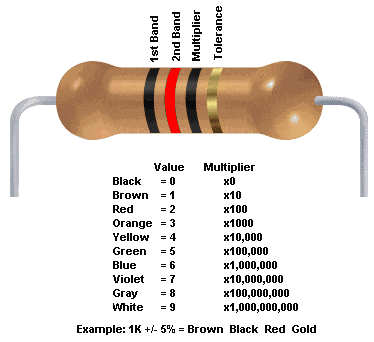 1st Band
2nd Band
Multiplier
Tolerance
Value Multiplier
Black = 0 x0
Brown = 1 x10
Red = 2 x100
Orange = 3 x1000
Yellow = 4 x10,000
Green = 5 x100,000
Blue = 6 x1,000,000
Violet = 7 x10,000,000
Gray = 8 x100,000,000
White = 9 x1,000,000,000
Example: 1K +/- 5% = Brown Black Red Gold